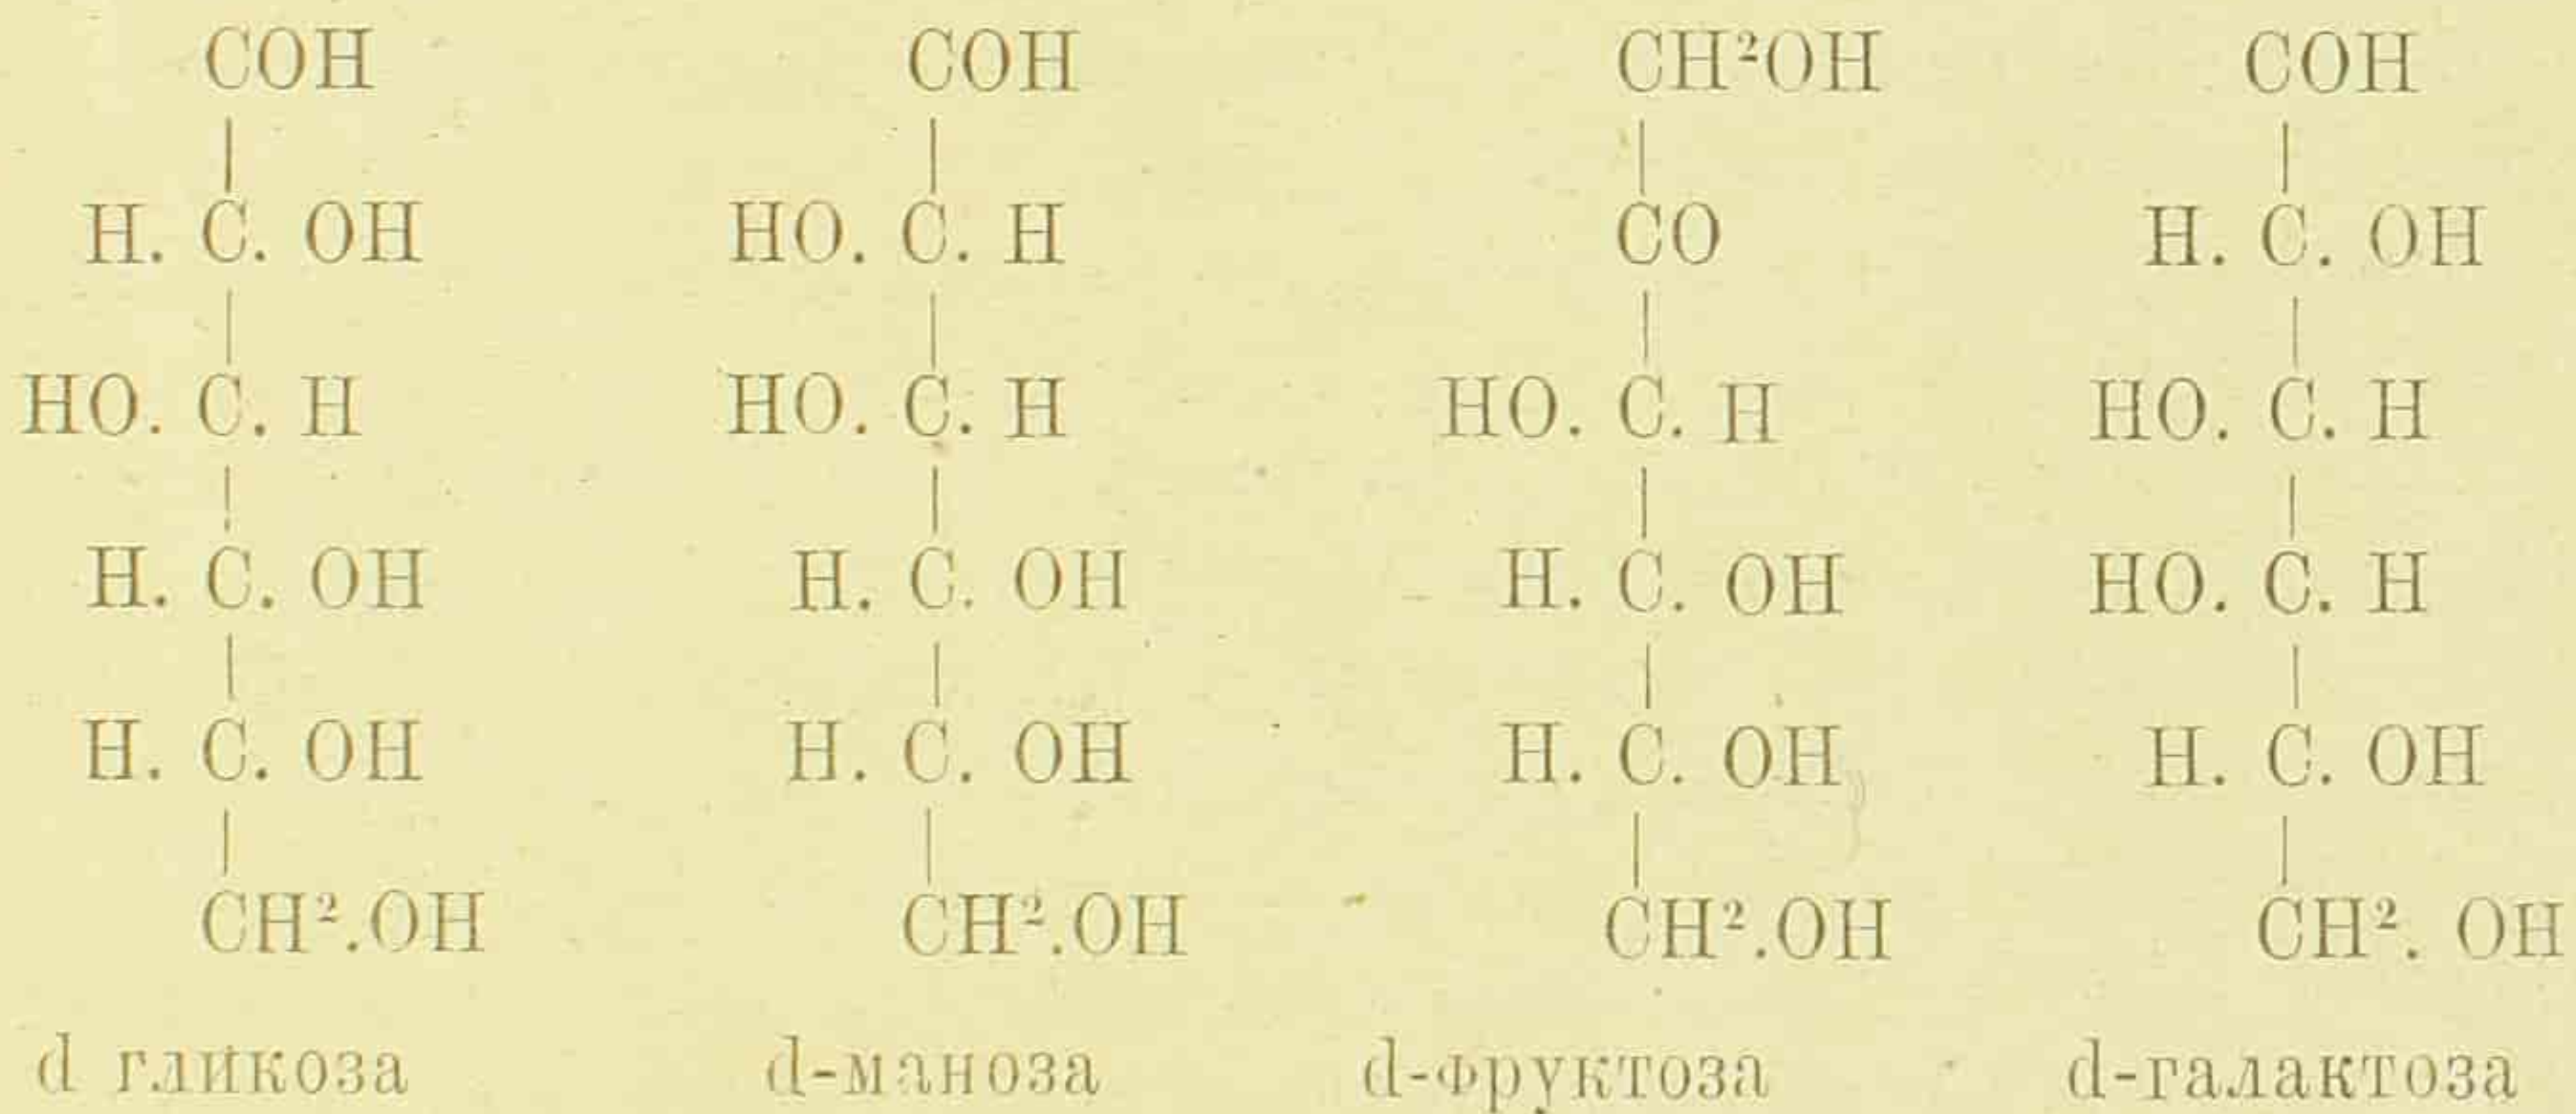 COH COH CH²OH COH
| | | |
H. C. OH HO. C. H CO H. C. OH
| | | |
HO. C. H HO. C. H HO. C. H HO. C. H
| | | |
H. C. OH H. C. OH H. C. OH HO. C. H
| | | |
H. C. OH H. C. OH H. C. OH H. C. OH
| | | |
CH².OH CH².OH CH².OH CH². OH
d гликоза d-маноза d-фруктоза d-галактоза